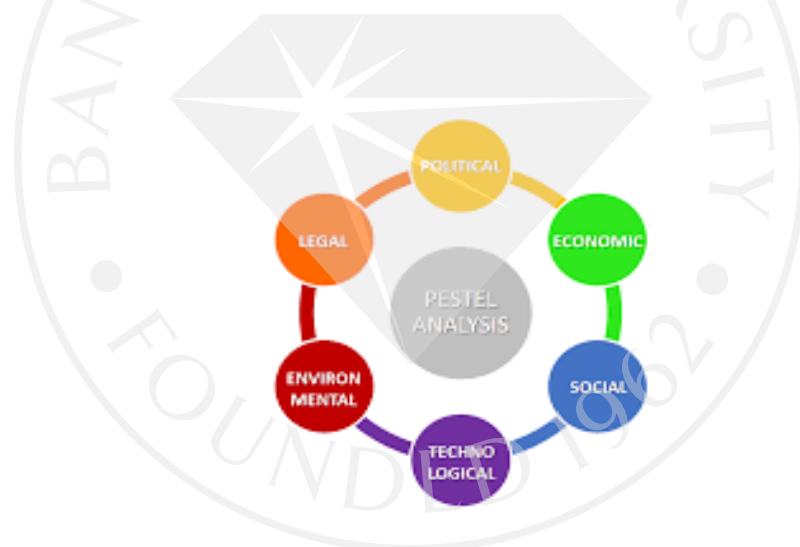 POLITICAL
ECONOMIC
SOCIAL
TECHNO
LOGICAL
ENVIRON
MENTAL
LEGAL
PESTEL
ANALYSIS
BAN
SITY
FOUNDED 1962